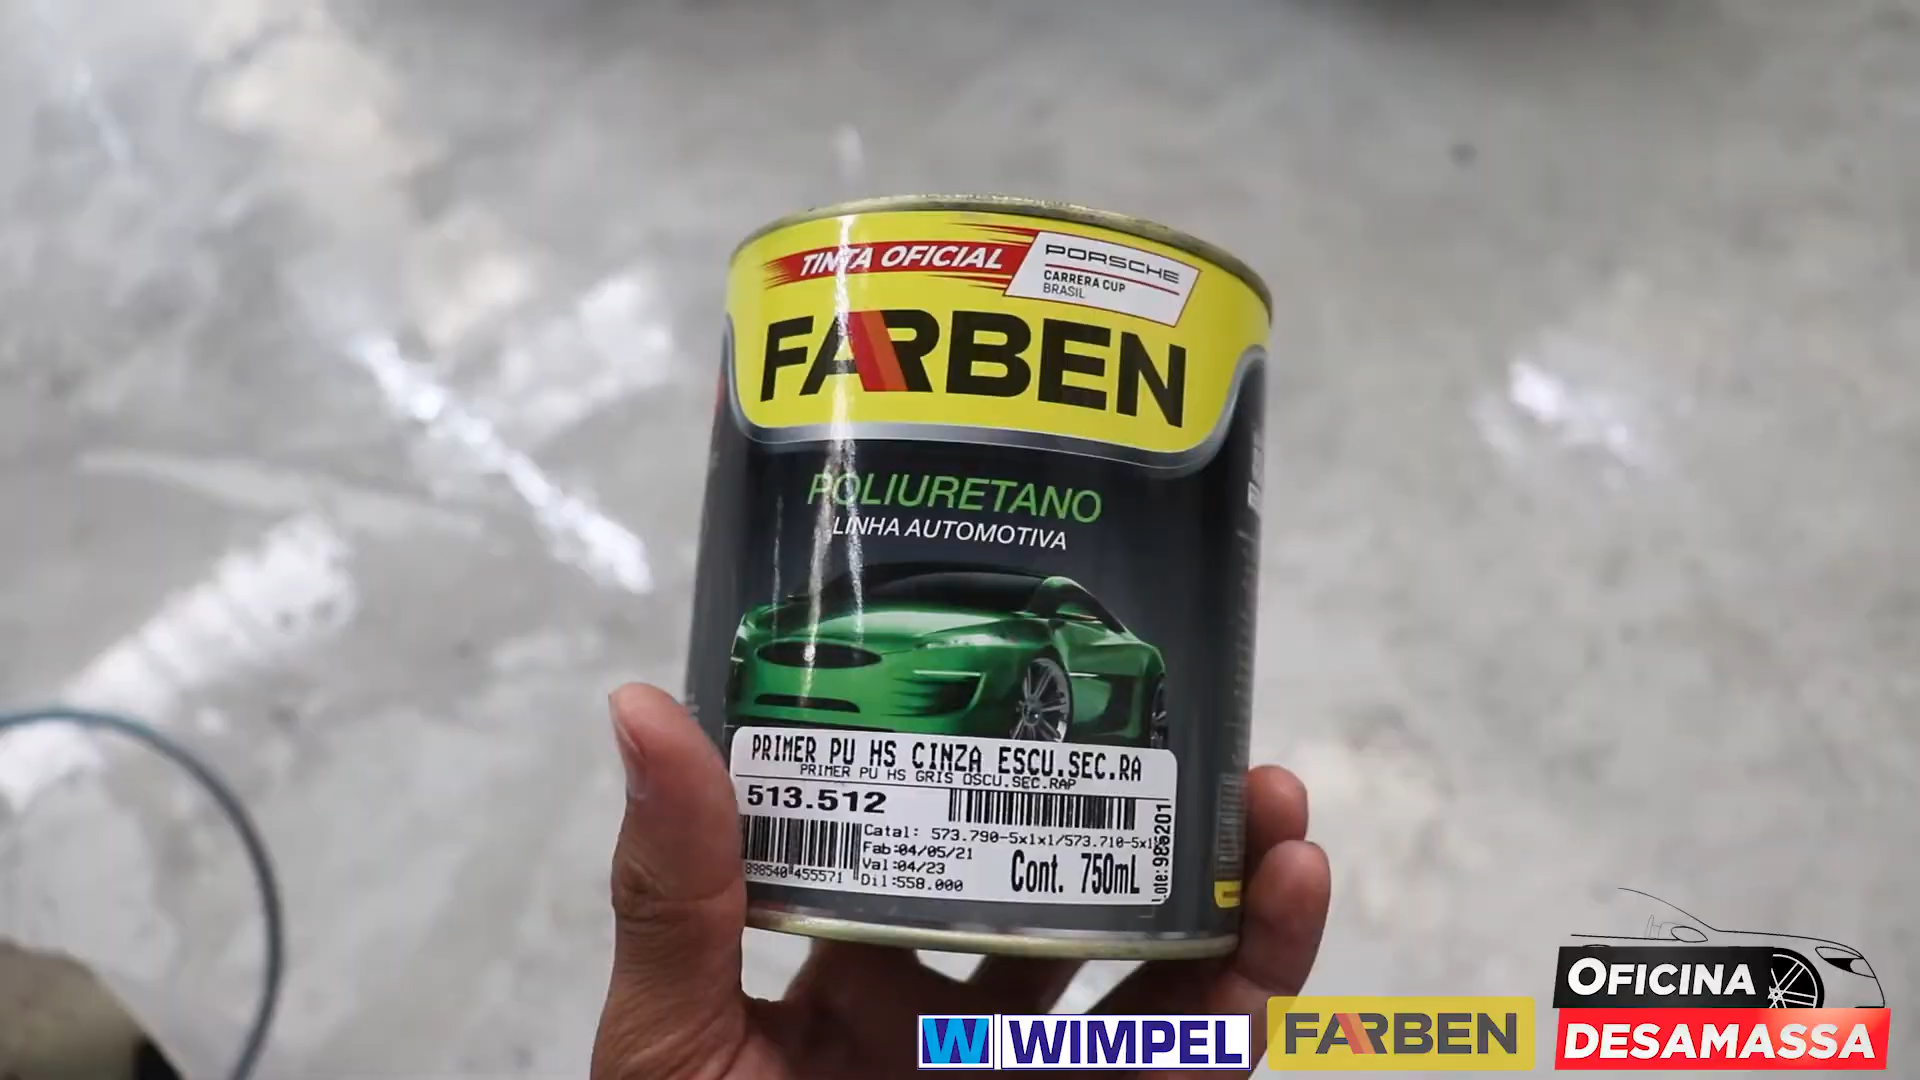 TINTA OFICIAL
PORSCHE
CARRERA CUP
BRASIL
FARBEN
POLIURETANO
LINHA AUTOMOTIVA
PRIMER PU HS CINZA ESCU.SEC.RA
PRIMER PU HS GRIS OSCU.SEC.RAP
513.512
Catal: 573.790-5x1x1/573.710-5x1
Fab:04/05/21
Val:04/23
Dil:558.000
Cont. 750mL
898540 455571
W WIMPEL
FARBEN
OFICINA
DESAMASSA